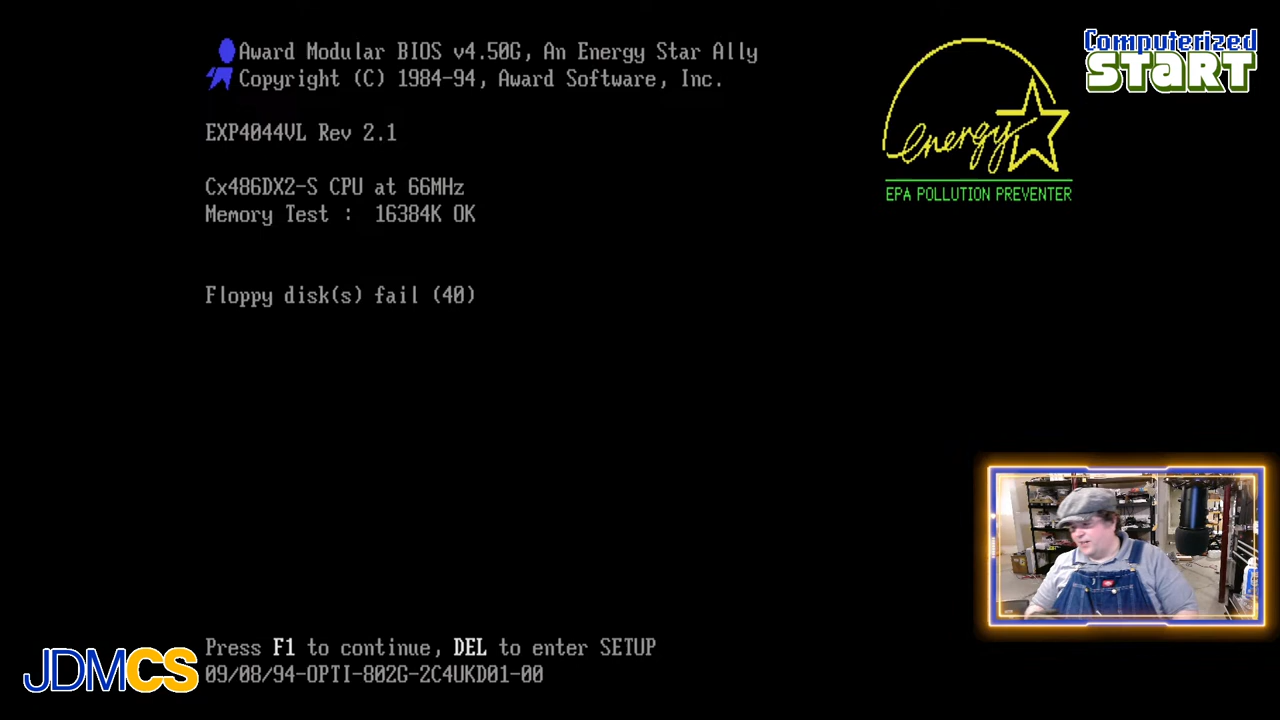 Award Modular BIOS v4.50G, An Energy Star Ally
Copyright (C) 1984-94, Award Software, Inc.
Computerized
START
energy
EPA POLLUTION PREVENTER
EXP4044VL Rev 2.1
Cx486DX2-S CPU at 66MHz
Memory Test :  16384K OK
Floppy disk(s) fail (40)
Press F1 to continue, DEL to enter SETUP
09/08/94-OPTI-802G-2C4UKD01-00
JDMCS